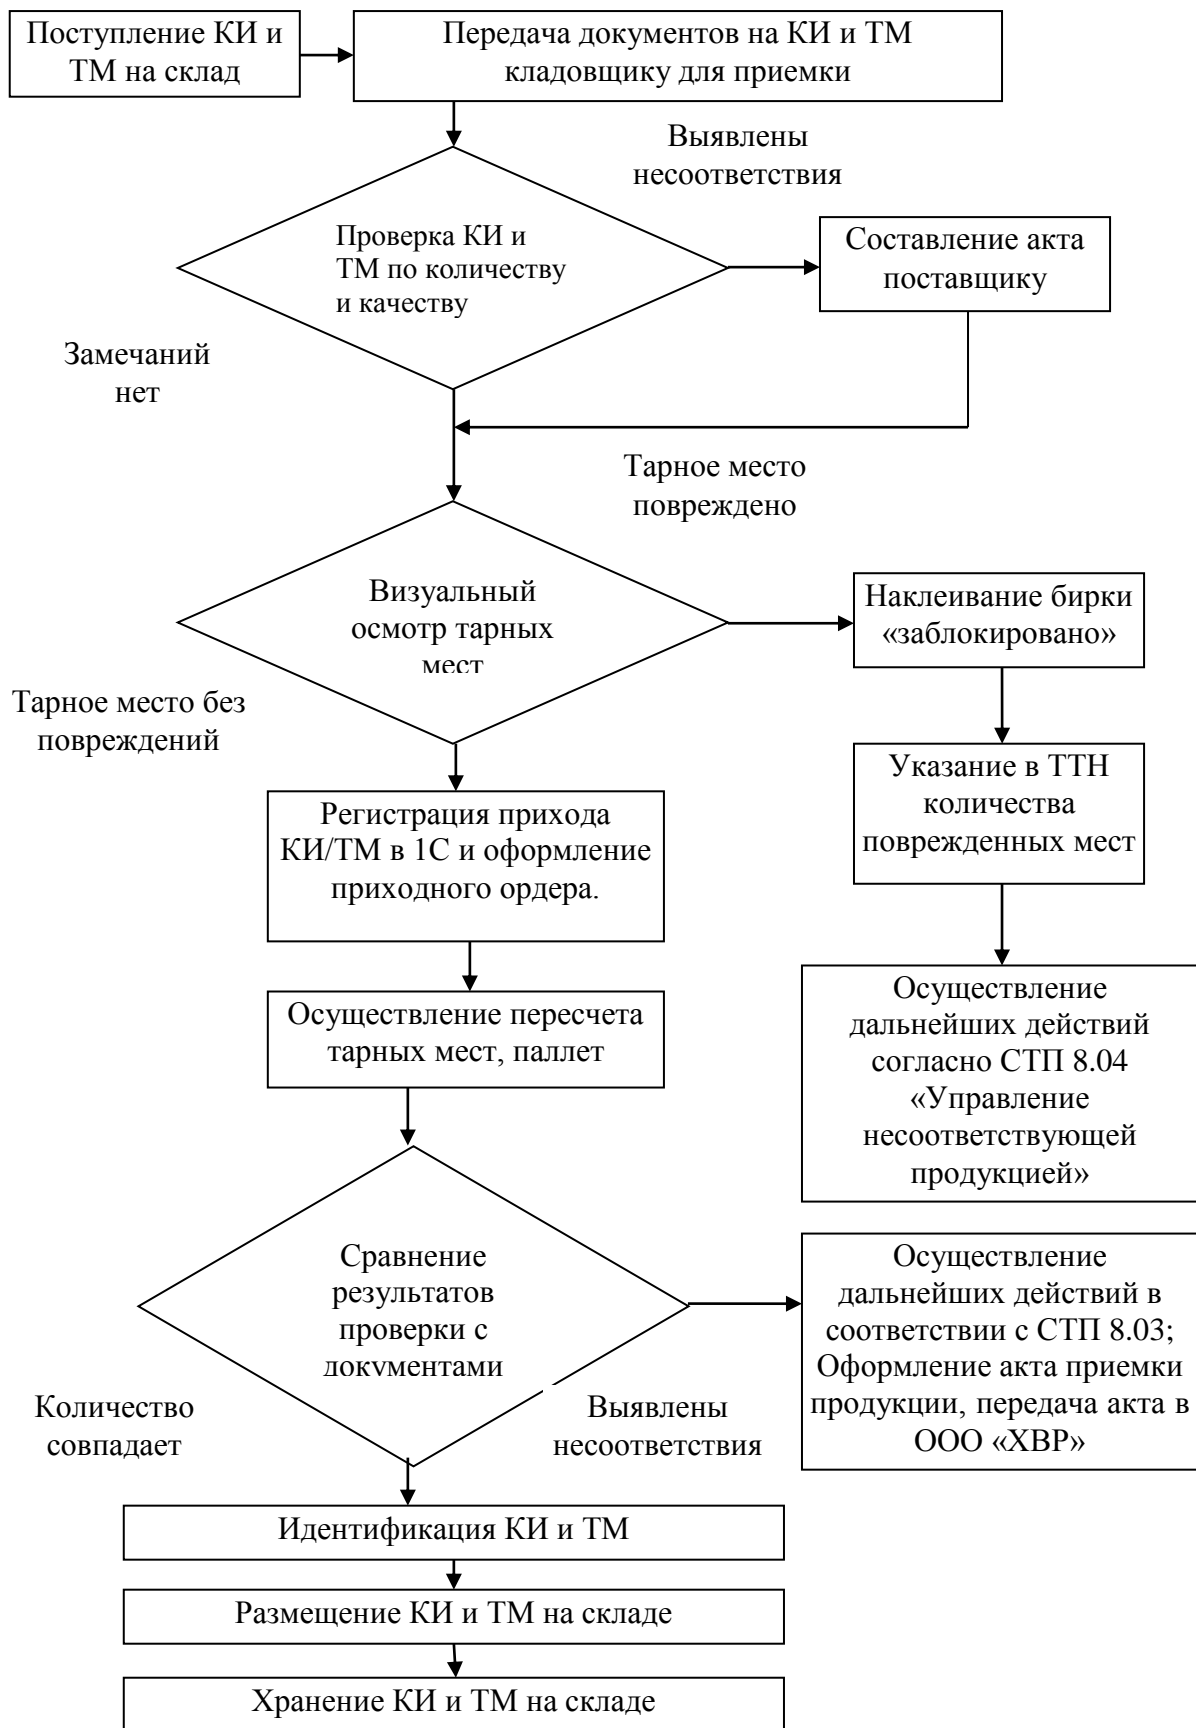 Поступление КИ и
ТМ на склад
Передача документов на КИ и ТМ
кладовщику для приемки
Выявлены
несоответствия
Проверка КИ и
ТМ по количеству
и качеству
Составление акта
поставщику
Замечаний
нет
Тарное место
повреждено
Визуальный
осмотр тарных
мест
Наклеивание бирки
«заблокировано»
Тарное место без
повреждений
Указание в ТТН
количества
поврежденных мест
Регистрация прихода
КИ/ТМ в 1С и оформление
приходного ордера.
Осуществление
дальнейших действий
согласно СТП 8.04
«Управление
несоответствующей
продукцией»
Осуществление пересчета
тарных мест, паллет
Сравнение
результатов
проверки с
документами
Осуществление
дальнейших действий в
соответствии с СТП 8.03;
Оформление акта приемки
продукции, передача акта в
ООО «ХВР»
Количество
совпадает
Выявлены
несоответствия
Идентификация КИ и ТМ
Размещение КИ и ТМ на складе
Хранение КИ и ТМ на складе